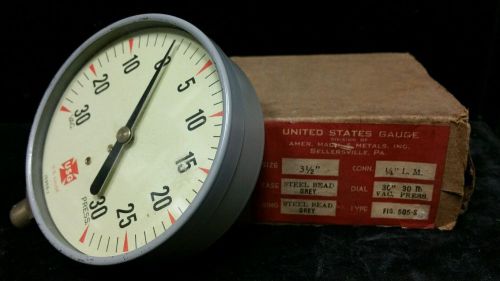 30
20
10
0
5
10
15
20
25
30
VAC.
PRESS.
USG
UNITED STATES GAUGE
DIVISION OF
AMER. MACH. & METALS, INC.
SELLERSVILLE, PA.
SIZE 3½" CONN. ¼" L. M.
CASE STEEL BEAD GREY DIAL 30" 30 lb VAC. PRESS.
RING STEEL BEAD GREY TYPE FIG. 505-S